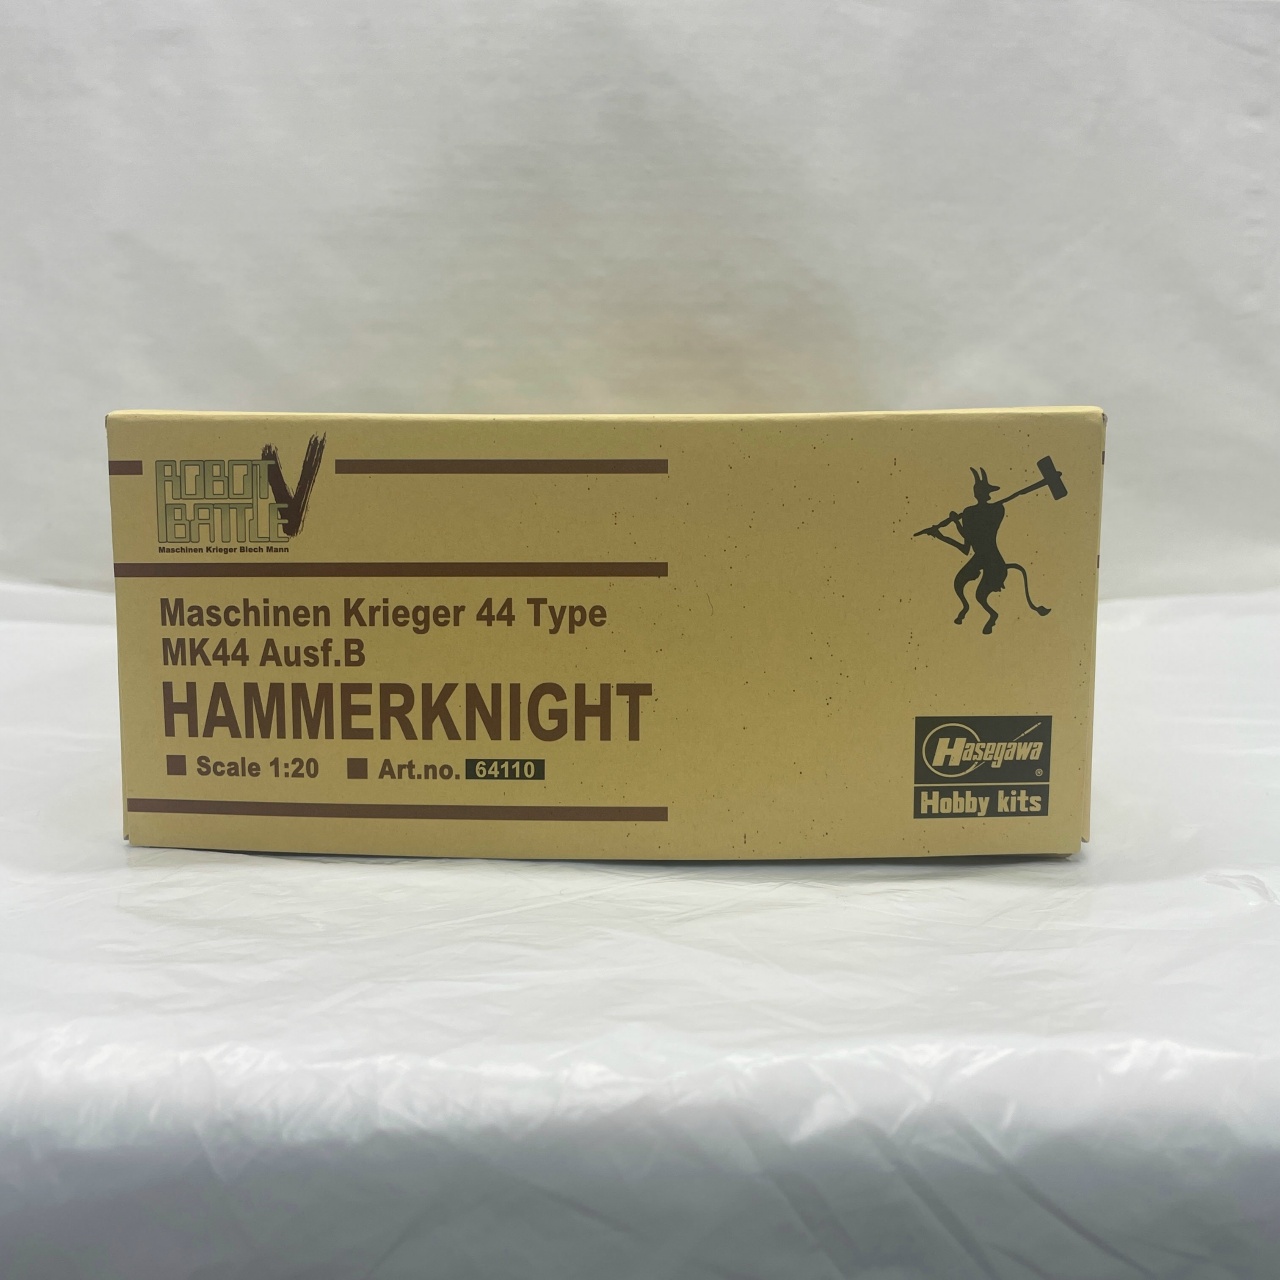 ROBOT
BATTLE V
Maschinen Krieger Blech Mann
Maschinen Krieger 44 Type
MK44 Ausf.B
HAMMERKNIGHT
■ Scale 1:20 ■ Art.no. 64110
Hasegawa ®
Hobby kits